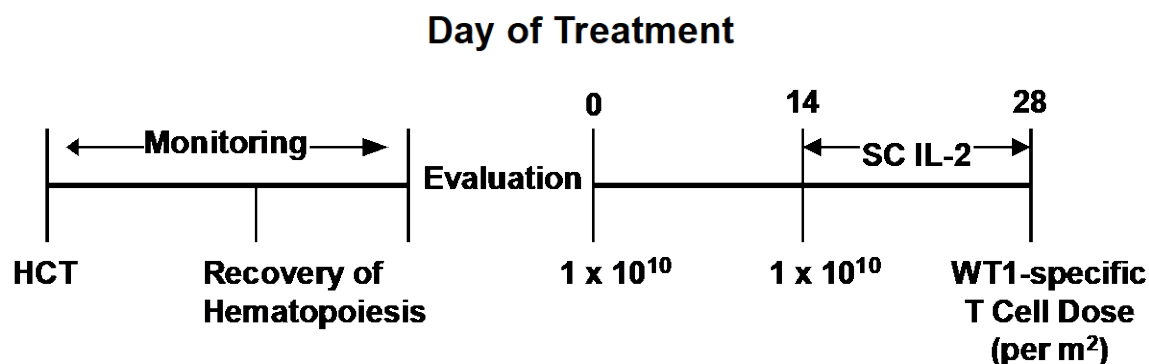 Day of Treatment
0 14 28
Monitoring SC IL-2
Evaluation
HCT Recovery of 1 x 10¹⁰ 1 x 10¹⁰ WT1-specific
Hematopoiesis T Cell Dose
(per m²)